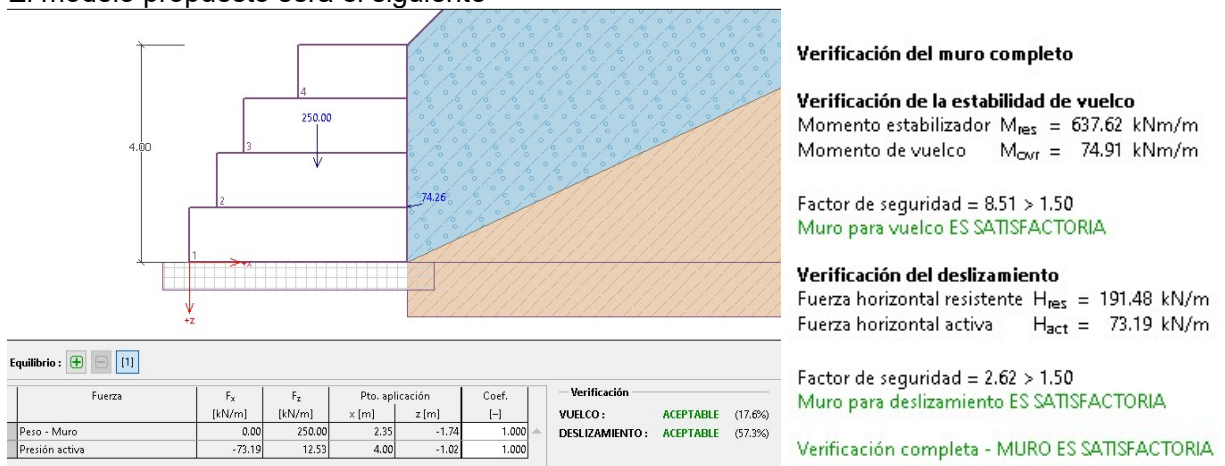 El modelo propuesto será el siguiente
4.00
4
250.00
3
74.26
2
1
+x
+z
Equilibrio : [1]
Fuerza Fx Fz Pto. aplicación Coef.
[kN/m] [kN/m] x [m] z [m] [–]
Peso - Muro 0.00 250.00 2.35 -1.74 1.000
Presión activa -73.19 12.53 4.00 -1.02 1.000
Verificación
VUELCO : ACEPTABLE (17.6%)
DESLIZAMIENTO : ACEPTABLE (57.3%)
Verificación del muro completo
Verificación de la estabilidad de vuelco
Momento estabilizador Mres = 637.62 kNm/m
Momento de vuelco Movr = 74.91 kNm/m
Factor de seguridad = 8.51 > 1.50
Muro para vuelco ES SATISFACTORIA
Verificación del deslizamiento
Fuerza horizontal resistente Hres = 191.48 kN/m
Fuerza horizontal activa Hact = 73.19 kN/m
Factor de seguridad = 2.62 > 1.50
Muro para deslizamiento ES SATISFACTORIA
Verificación completa - MURO ES SATISFACTORIA